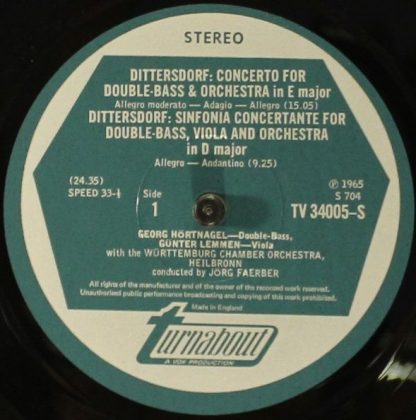 STEREO
DITTERSDORF: CONCERTO FOR
DOUBLE-BASS & ORCHESTRA in E major
Allegro moderato — Adagio — Allegro (15.05)
DITTERSDORF: SINFONIA CONCERTANTE FOR
DOUBLE-BASS, VIOLA AND ORCHESTRA
in D major
Allegro — Andantino (9.25)
(24.35)
SPEED 33-⅓
Side
1
Ⓟ 1965
S 704
TV 34005-S
GEORG HÖRTNAGEL—Double-Bass,
GÜNTER LEMMEN—Viola
with the WÜRTTEMBURG CHAMBER ORCHESTRA,
HEILBRONN
conducted by JÖRG FAERBER
All rights of the manufacturer and of the owner of the recorded work reserved.
Unauthorised public performance broadcasting and copying of this work prohibited.
Made in England
turnabout
A VOX PRODUCTION